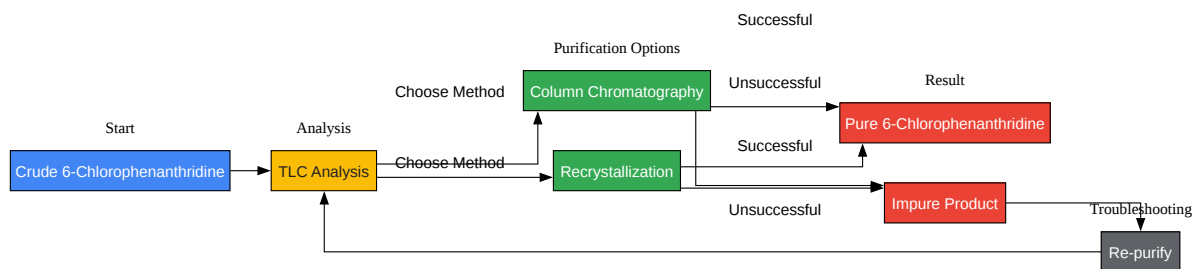 Successful
Purification Options
Unsuccessful
Result
Choose Method
Column Chromatography
Pure 6-Chlorophenanthridine
Start
Analysis
Successful
Choose Method
Crude 6-Chlorophenanthridine
TLC Analysis
Recrystallization
Impure Product
Unsuccessful
Troubleshooting
Re-purify